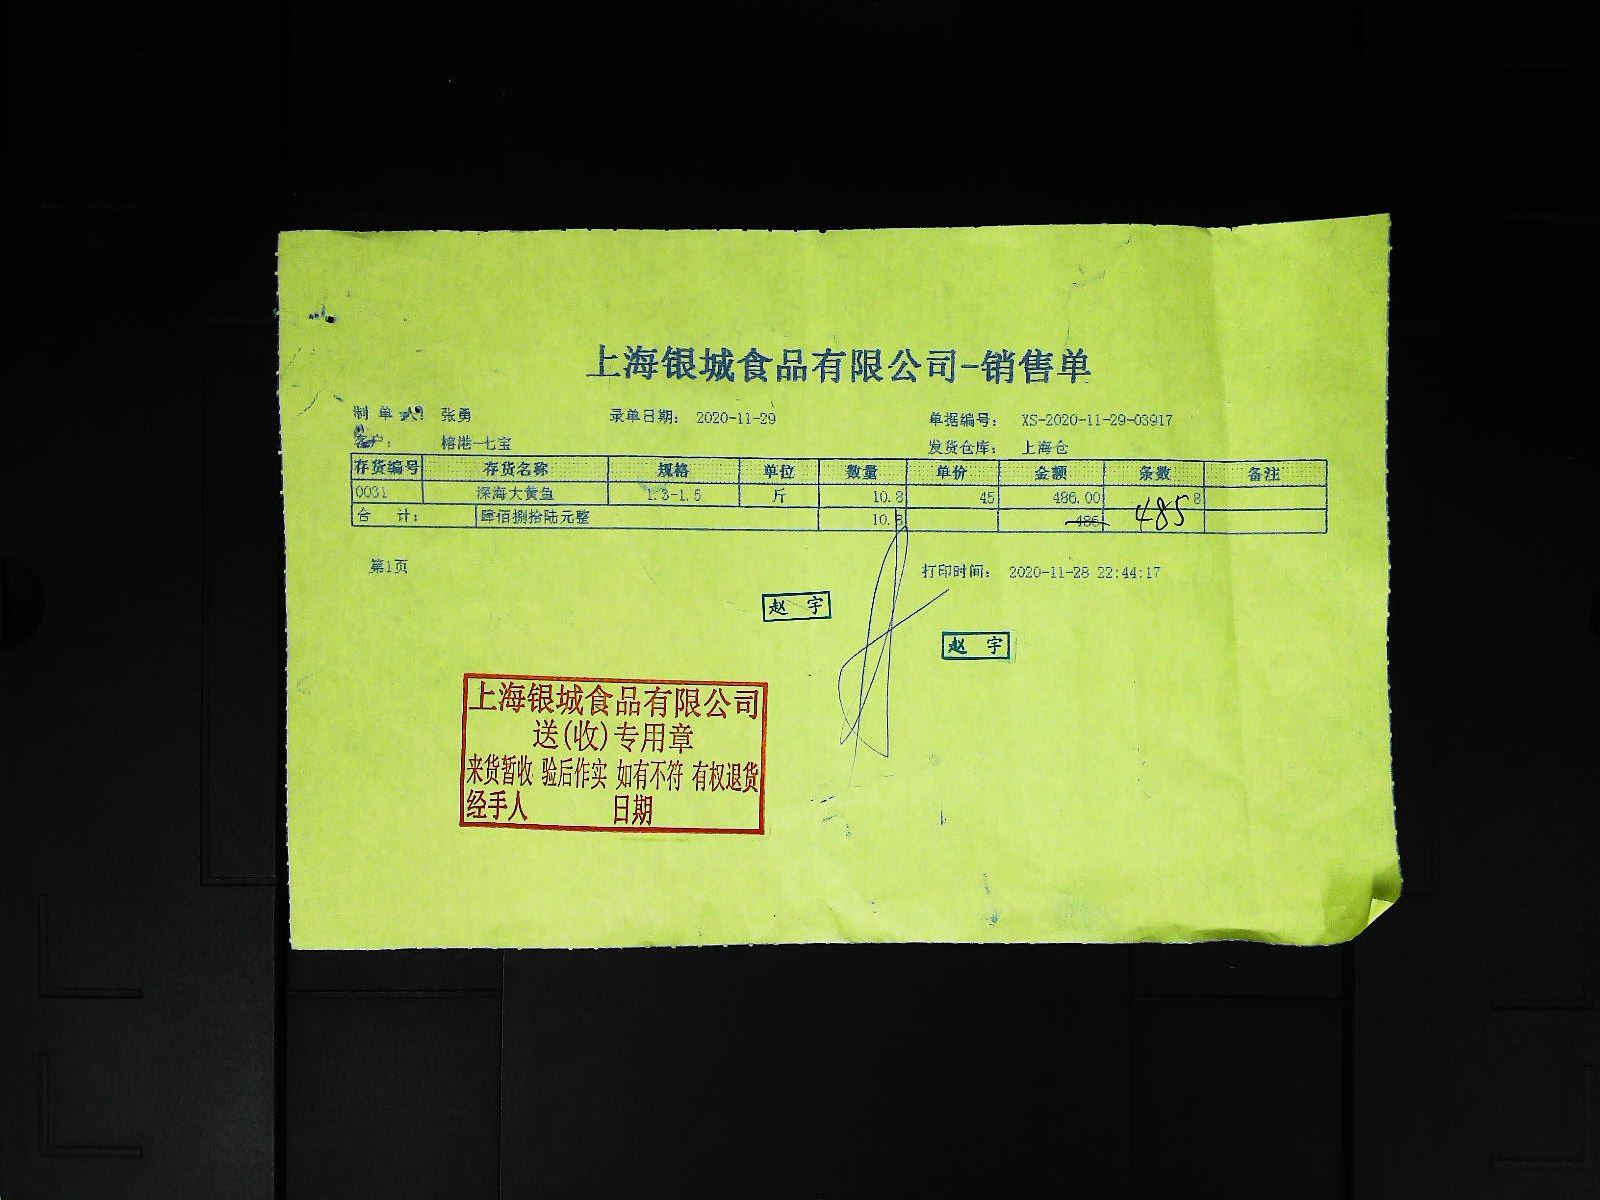 上海银城食品有限公司-销售单
制 单 人: 张勇 录单日期: 2020-11-29 单据编号: XS-2020-11-29-03917
客户: 榕港-七宝 发货仓库: 上海仓
存货编号 存货名称 规格 单位 数量 单价 金额 条数 备注
0031 深海大黄鱼 1.3-1.5 斤 10.8 45 486.00 8
合 计: 肆佰捌拾陆元整 10.8 486 485
第1页 打印时间: 2020-11-28 22:44:17
赵 宇
赵 宇
上海银城食品有限公司
送(收)专用章
来货暂收 验后作实 如有不符 有权退货
经手人 日期